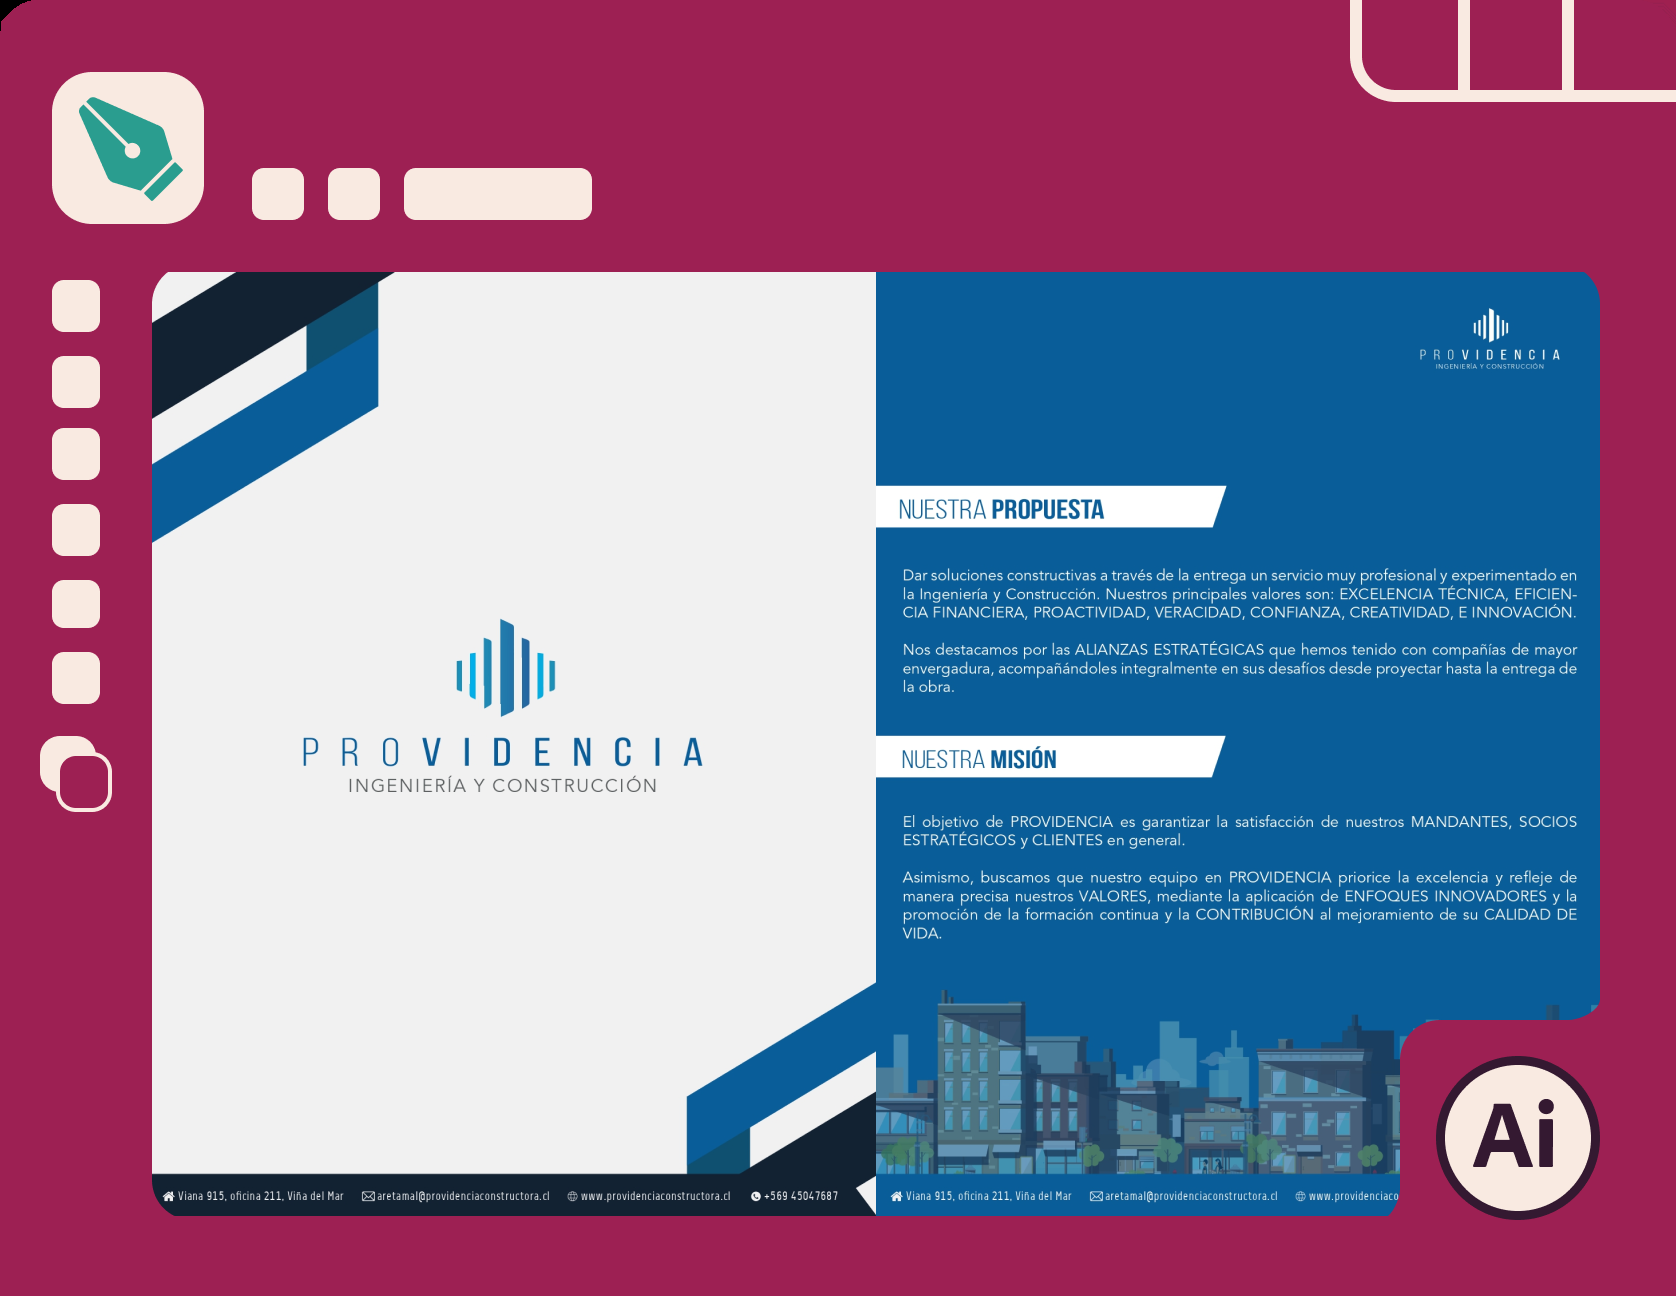 PROVIDENCIA
INGENIERÍA Y CONSTRUCCIÓN
Viana 915, oficina 211, Viña del Mar aretamal@providenciaconstructora.cl www.providenciaconstructora.cl +569 45047687
PROVIDENCIA
INGENIERÍA Y CONSTRUCCIÓN
NUESTRA PROPUESTA
Dar soluciones constructivas a través de la entrega un servicio muy profesional y experimentado en
la Ingeniería y Construcción. Nuestros principales valores son: EXCELENCIA TÉCNICA, EFICIEN-
CIA FINANCIERA, PROACTIVIDAD, VERACIDAD, CONFIANZA, CREATIVIDAD, E INNOVACIÓN.
Nos destacamos por las ALIANZAS ESTRATÉGICAS que hemos tenido con compañías de mayor
envergadura, acompañándoles integralmente en sus desafíos desde proyectar hasta la entrega de
la obra.
NUESTRA MISIÓN
El objetivo de PROVIDENCIA es garantizar la satisfacción de nuestros MANDANTES, SOCIOS
ESTRATÉGICOS y CLIENTES en general.
Asimismo, buscamos que nuestro equipo en PROVIDENCIA priorice la excelencia y refleje de
manera precisa nuestros VALORES, mediante la aplicación de ENFOQUES INNOVADORES y la
promoción de la formación continua y la CONTRIBUCIÓN al mejoramiento de su CALIDAD DE
VIDA.
Viana 915, oficina 211, Viña del Mar aretamal@providenciaconstructora.cl www.providenciaco
Ai